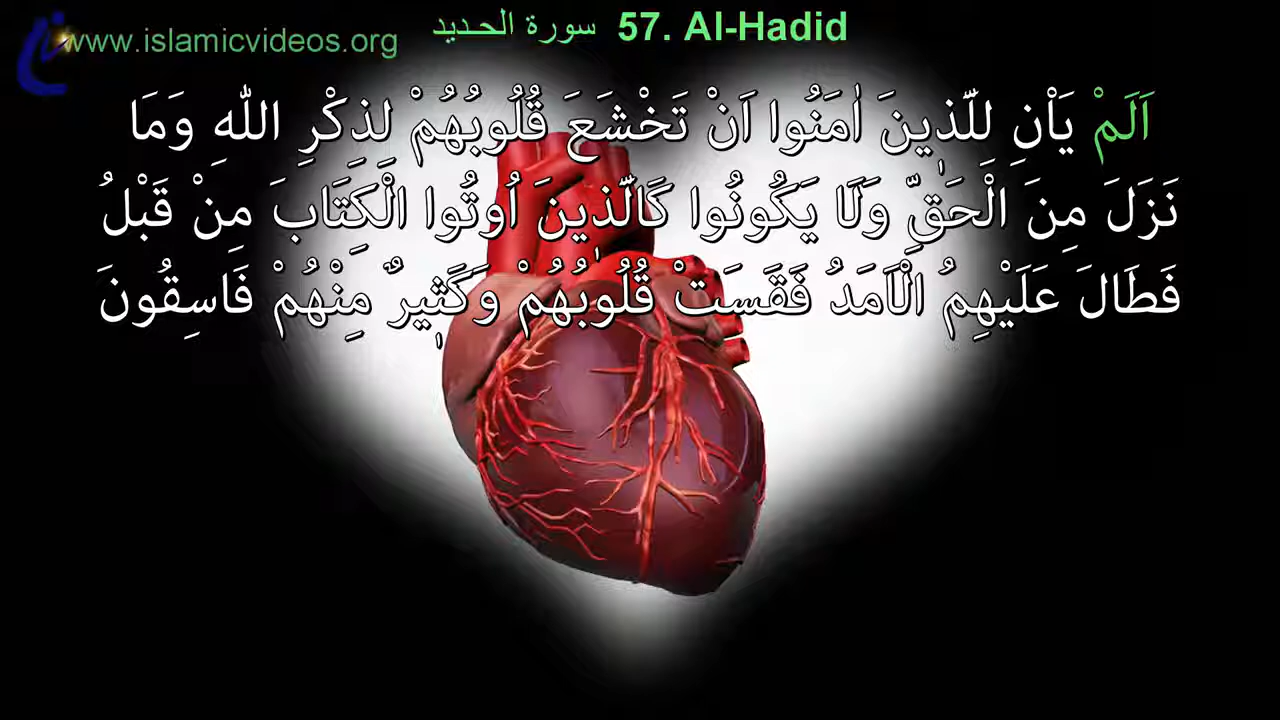 www.islamicvideos.org
سورة الحـديد 57. Al-Hadid
اَلَمْ يَاْنِ لِلَّذٖينَ اٰمَنُوا اَنْ تَخْشَعَ قُلُوبُهُمْ لِذِكْرِ اللّٰهِ وَمَا
نَزَلَ مِنَ الْحَقِّ وَلَا يَكُونُوا كَالَّذٖينَ اُوتُوا الْكِتَابَ مِنْ قَبْلُ
فَطَالَ عَلَيْهِمُ الْاَمَدُ فَقَسَتْ قُلُوبُهُمْ وَكَثٖيرٌ مِنْهُمْ فَاسِقُونَ